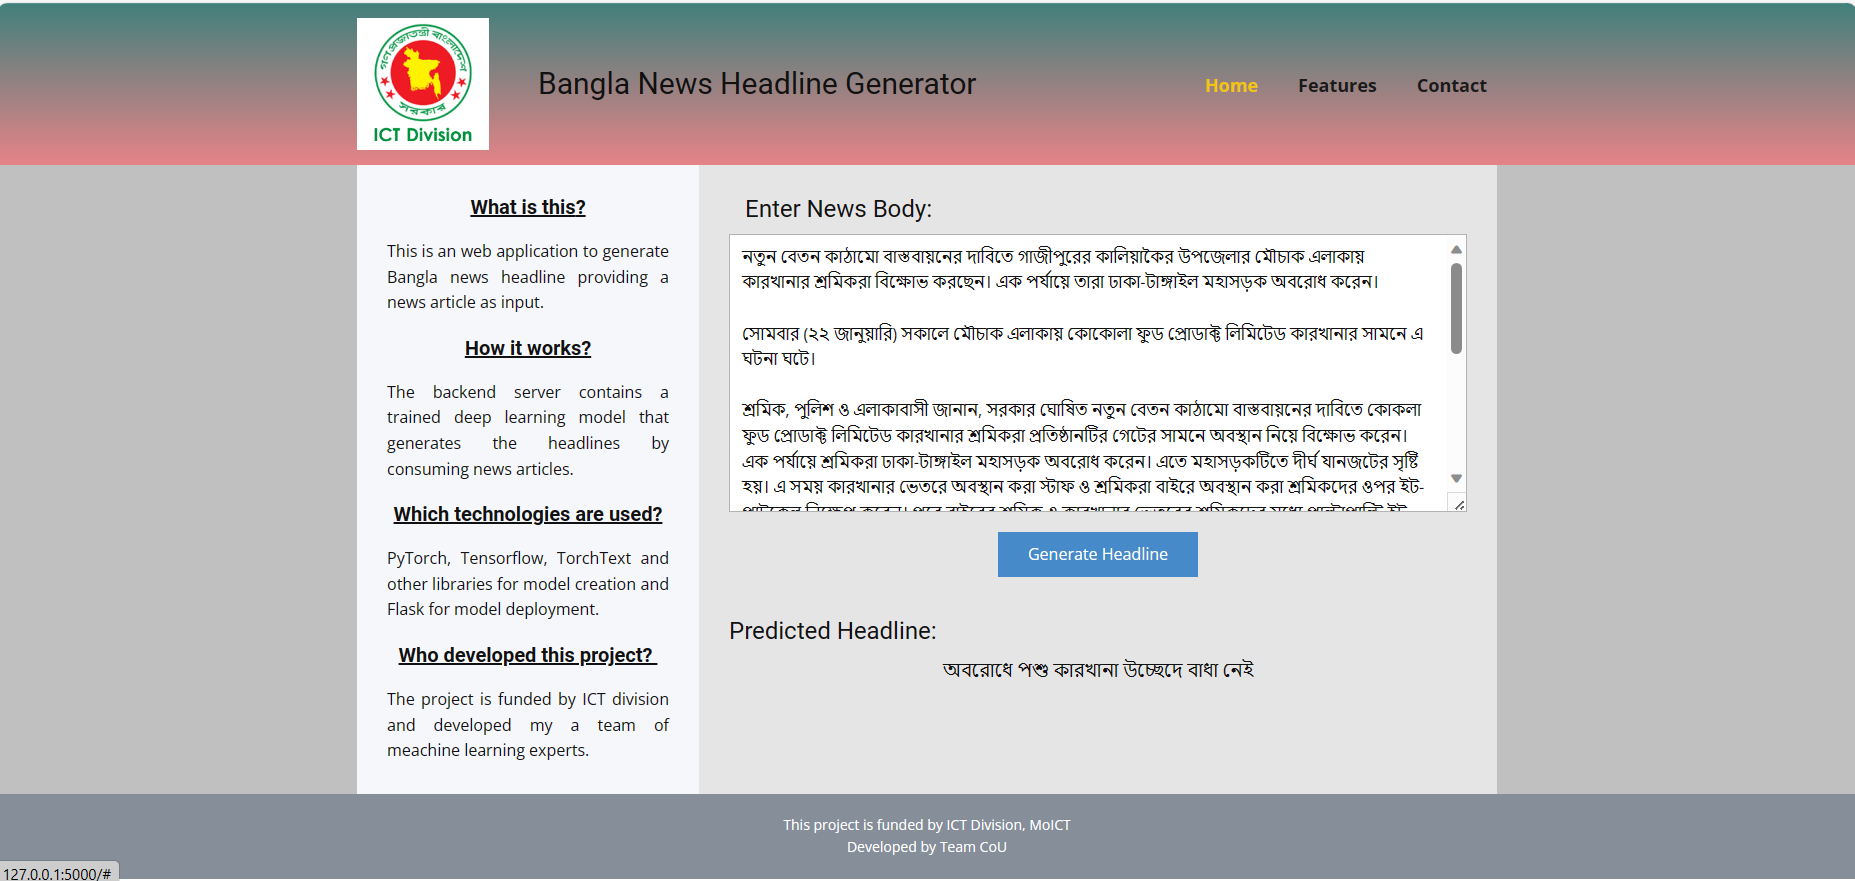 গণপ্রজাতন্ত্রী বাংলাদেশ
সরকার
ICT Division
Bangla News Headline Generator
Home
Features
Contact
What is this?
This is an web application to generate
Bangla news headline providing a
news article as input.
How it works?
The backend server contains a
trained deep learning model that
generates the headlines by
consuming news articles.
Which technologies are used?
PyTorch, Tensorflow, TorchText and
other libraries for model creation and
Flask for model deployment.
Who developed this project?
The project is funded by ICT division
and developed my a team of
meachine learning experts.
Enter News Body:
নতুন বেতন কাঠামো বাস্তবায়নের দাবিতে গাজীপুরের কালিয়াকৈর উপজেলার মৌচাক এলাকায়
কারখানার শ্রমিকরা বিক্ষোভ করছেন। এক পর্যায়ে তারা ঢাকা-টাঙ্গাইল মহাসড়ক অবরোধ করেন।
সোমবার (২২ জানুয়ারি) সকালে মৌচাক এলাকায় কোকোলা ফুড প্রোডাক্ট লিমিটেড কারখানার সামনে এ
ঘটনা ঘটে।
শ্রমিক, পুলিশ ও এলাকাবাসী জানান, সরকার ঘোষিত নতুন বেতন কাঠামো বাস্তবায়নের দাবিতে কোকলা
ফুড প্রোডাক্ট লিমিটেড কারখানার শ্রমিকরা প্রতিষ্ঠানটির গেটের সামনে অবস্থান নিয়ে বিক্ষোভ করেন।
এক পর্যায়ে শ্রমিকরা ঢাকা-টাঙ্গাইল মহাসড়ক অবরোধ করেন। এতে মহাসড়কটিতে দীর্ঘ যানজটের সৃষ্টি
হয়। এ সময় কারখানার ভেতরে অবস্থান করা স্টাফ ও শ্রমিকরা বাইরে অবস্থান করা শ্রমিকদের ওপর ইট-
Generate Headline
Predicted Headline:
অবরোধে পশু কারখানা উচ্ছেদে বাধা নেই
This project is funded by ICT Division, MoICT
Developed by Team CoU
127.0.0.1:5000/#